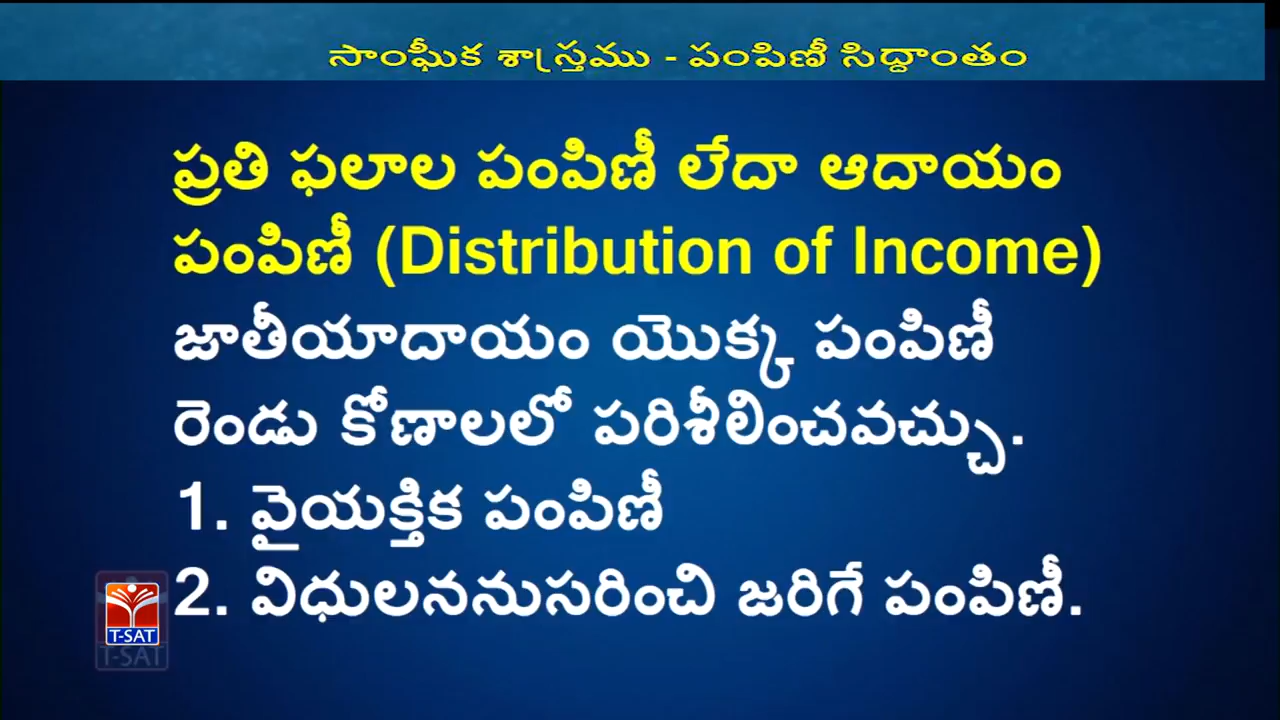 సాంఘీక శాస్త్రము - పంపిణీ సిద్దాంతం
ప్రతి ఫలాల పంపిణీ లేదా ఆదాయం
పంపిణీ (Distribution of Income)
జాతీయాదాయం యొక్క పంపిణీ
రెండు కోణాలలో పరిశీలించవచ్చు.
1. వైయక్తిక పంపిణీ
2. విధులననుసరించి జరిగే పంపిణీ.
T-SAT
T-SAT